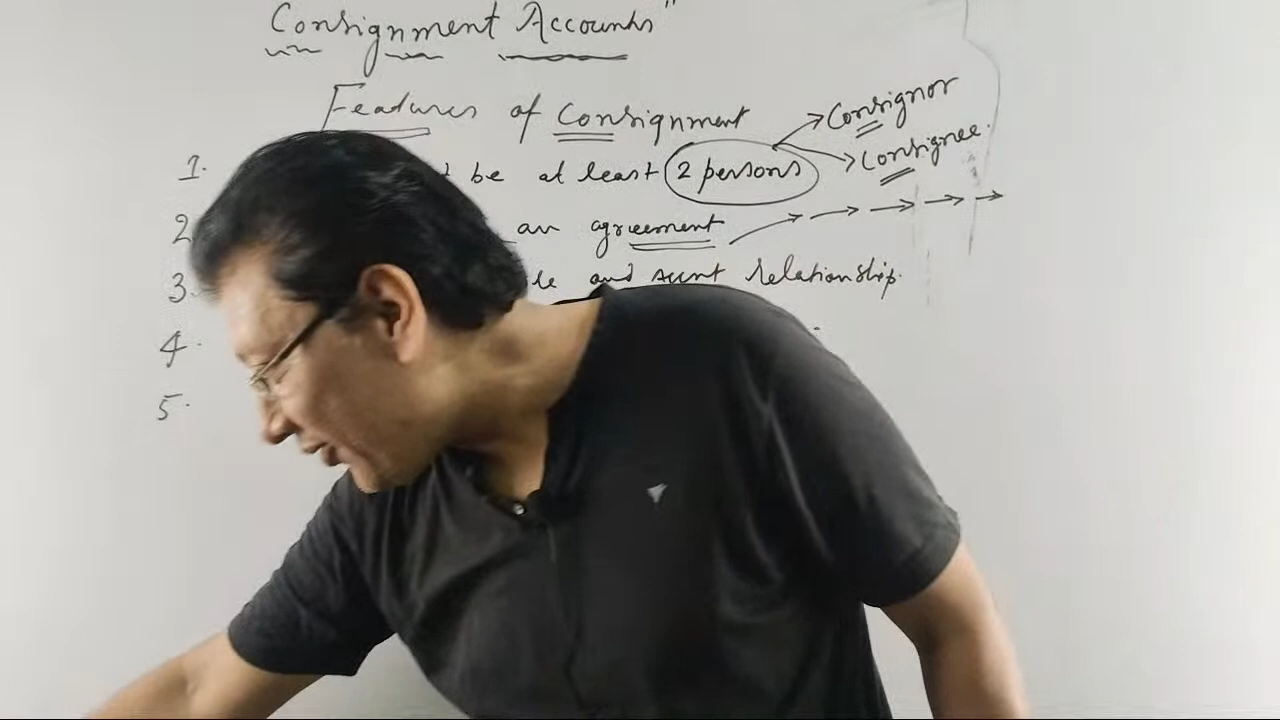 Consignment Accounts"
Features of Consignment
Consignor
Consignee.
1. be at least 2 persons
2 an agreement
3. and relationship.
4.
5.